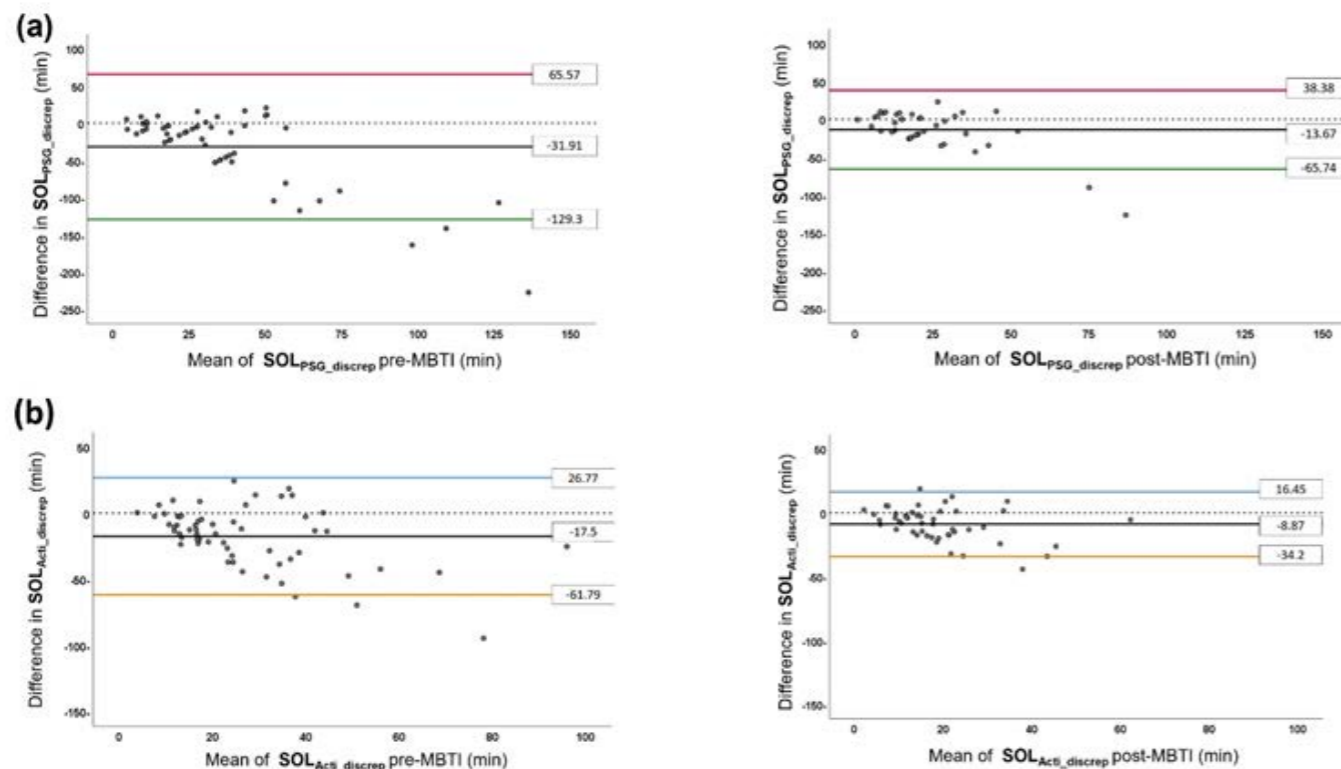 (a)
Difference in SOLPSG_discrep (min)
100
50
0
-50-
-100-
-150-
-200-
-250-
65.57
-31.91
-129.3
0 25 50 75 100 125 150
Mean of SOLPSG_discrep pre-MBTI (min)
Difference in SOLPSG_discrep (min)
100
50
0
-50-
-100-
-150-
-200-
-250-
38.38
-13.67
-65.74
0 25 50 75 100 125 150
Mean of SOLPSG_discrep post-MBTI (min)
(b)
Difference in SOLActi_discrep (min)
50
0
-50-
-100-
-150-
26.77
-17.5
-61.79
0 20 40 60 80 100
Mean of SOLActi_discrep pre-MBTI (min)
Difference in SOLActi_discrep (min)
50
0
-50-
-100-
-150-
16.45
-8.87
-34.2
0 20 40 60 80 100
Mean of SOLActi_discrep post-MBTI (min)